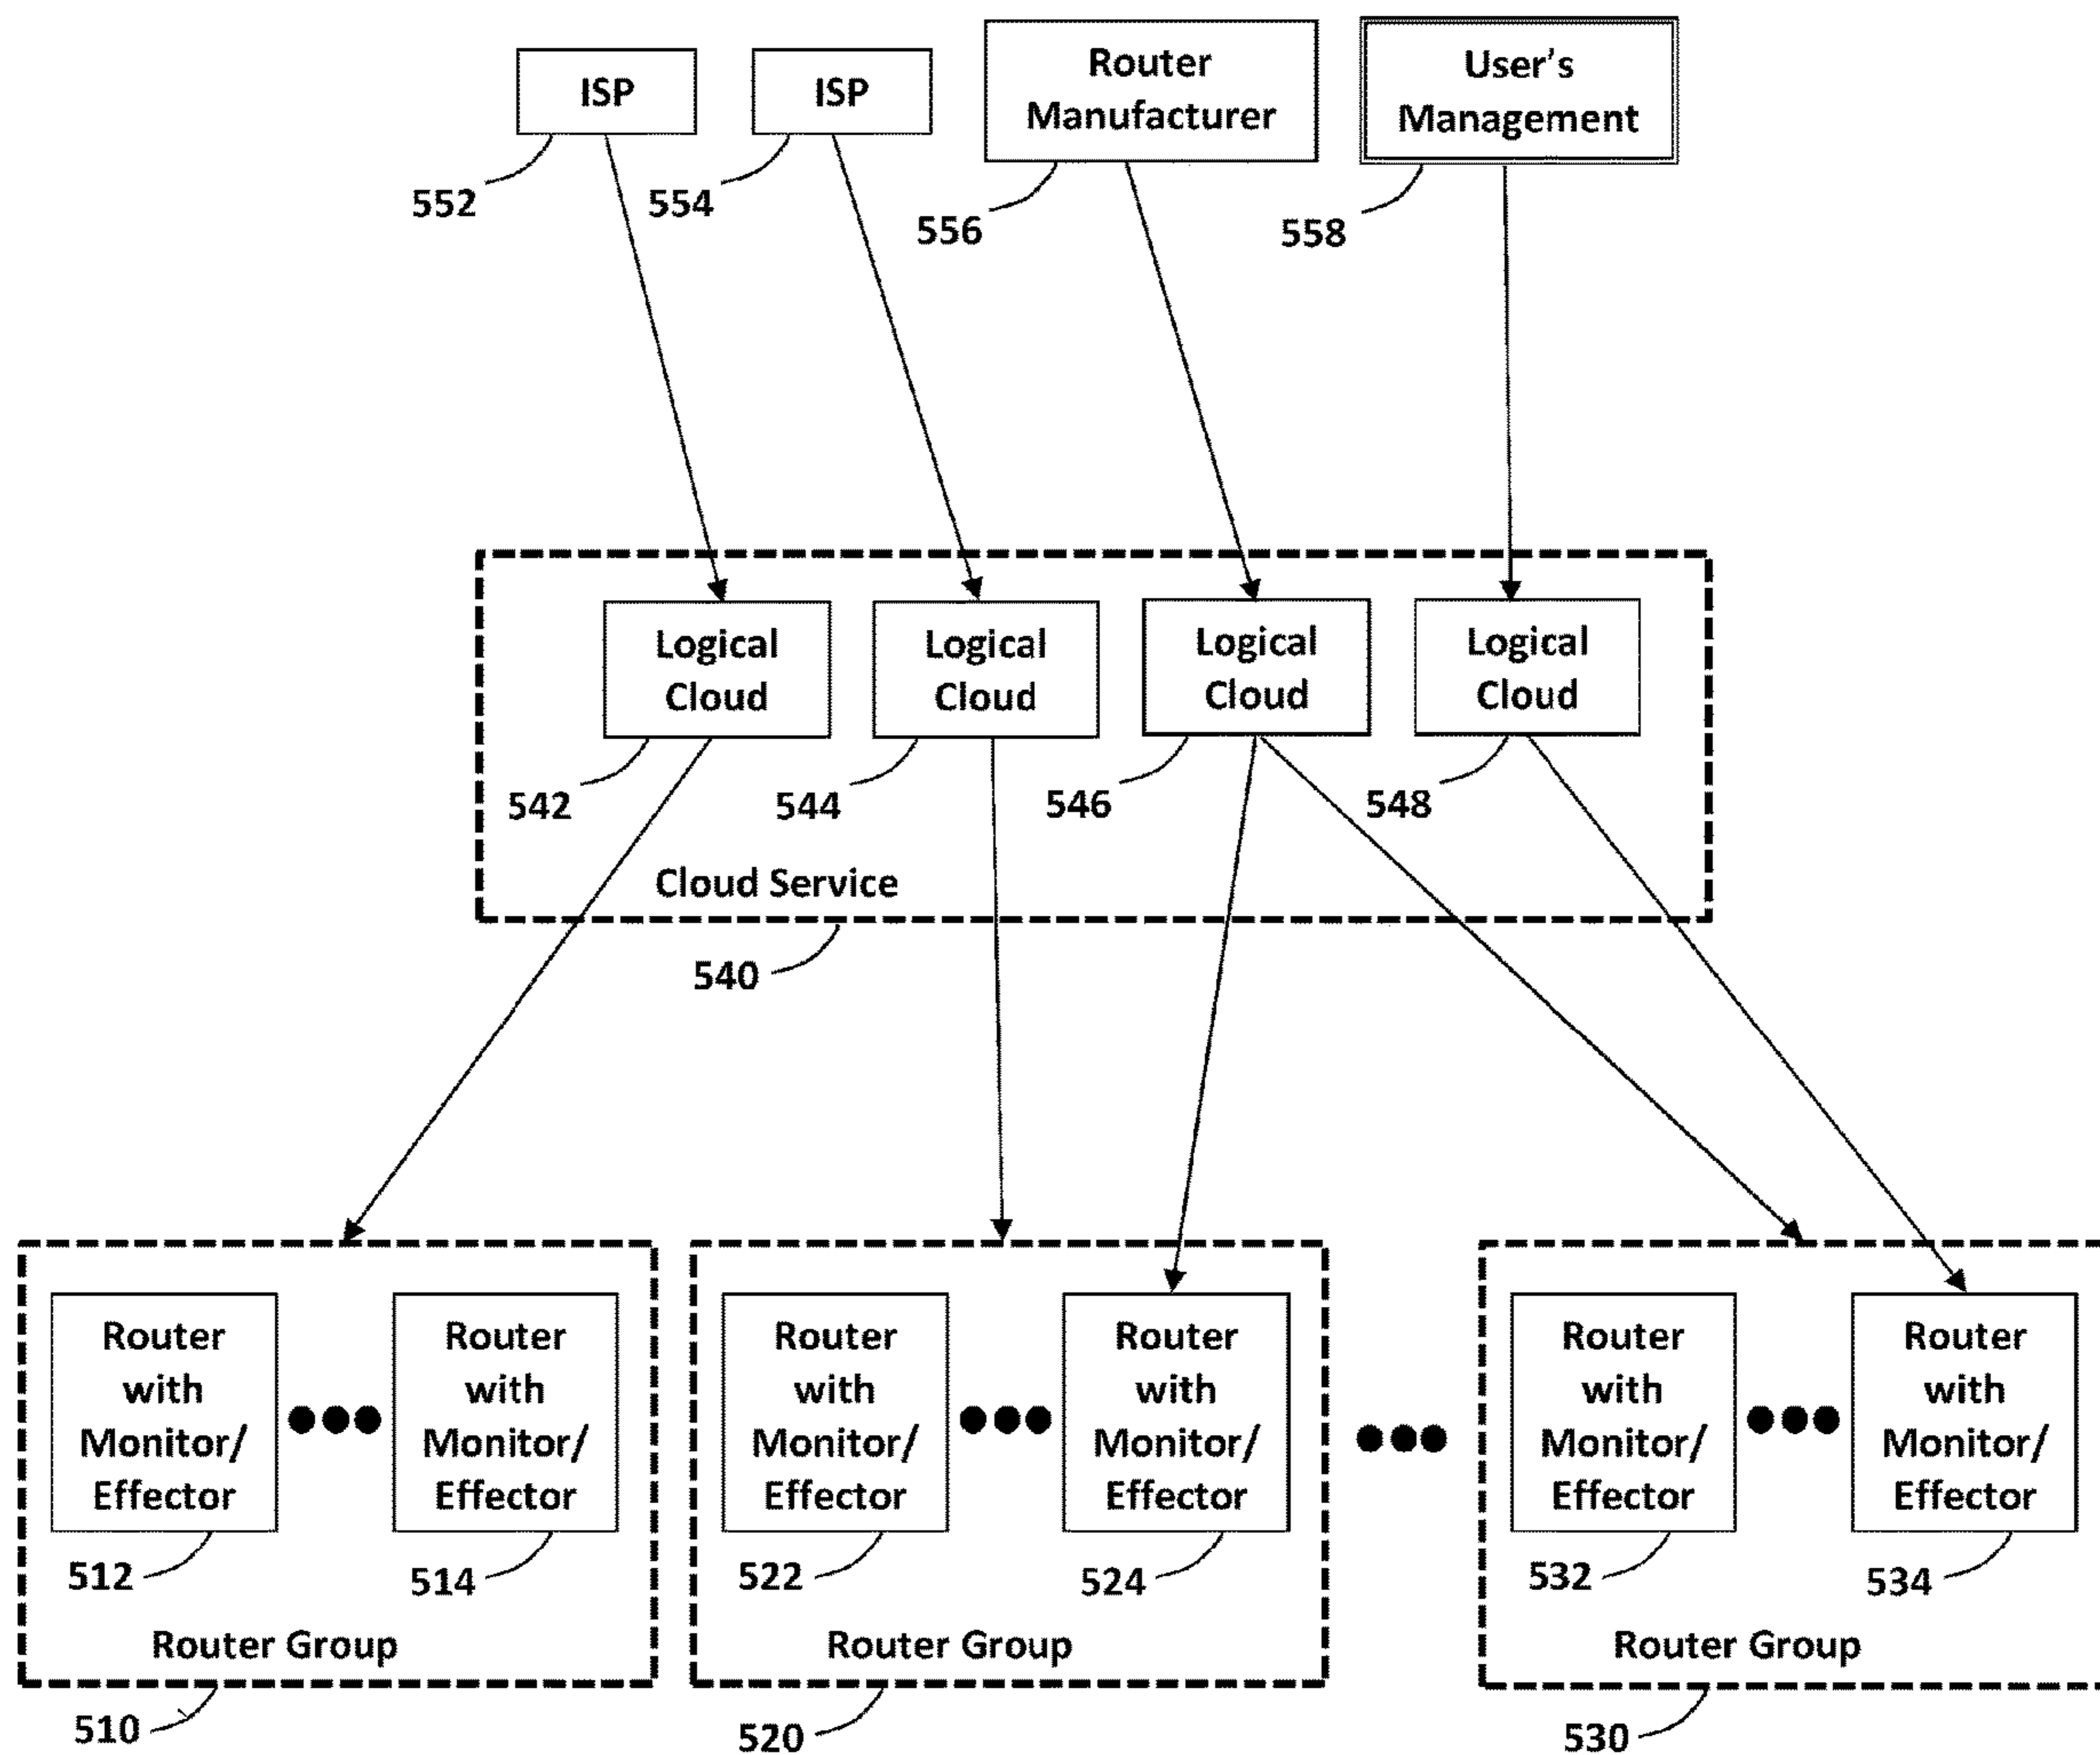 ISP
ISP
Router
Manufacturer
User's
Management
552
554
556
558
Logical
Cloud
Logical
Cloud
Logical
Cloud
Logical
Cloud
542
544
546
548
Cloud Service
540
Router
with
Monitor/
Effector
Router
with
Monitor/
Effector
Router
with
Monitor/
Effector
Router
with
Monitor/
Effector
Router
with
Monitor/
Effector
Router
with
Monitor/
Effector
512
514
522
524
532
534
Router Group
Router Group
Router Group
510
520
530